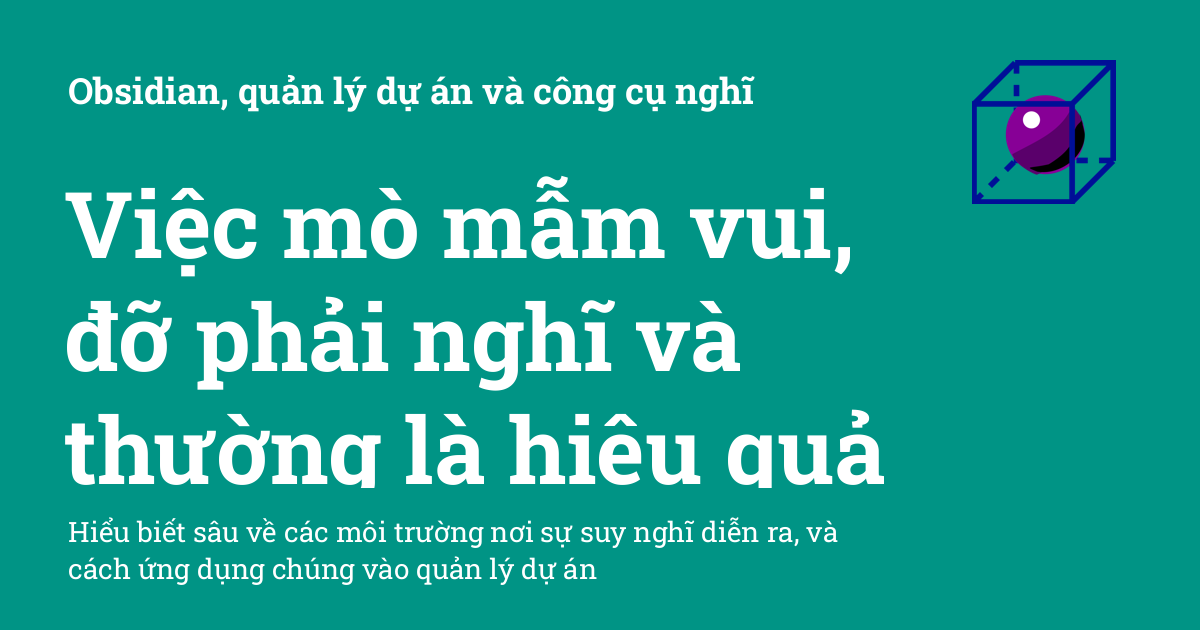 Obsidian, quản lý dự án và công cụ nghĩ
Việc mò mẫm vui,
đỡ phải nghĩ và
thường là hiệu quả
Hiểu biết sâu về các môi trường nơi sự suy nghĩ diễn ra, và
cách ứng dụng chúng vào quản lý dự án